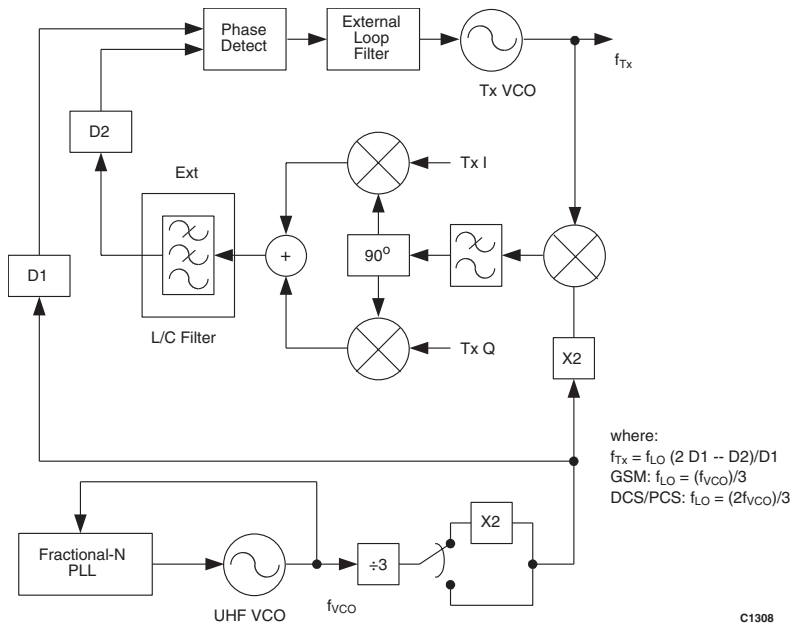 Phase
Detect
External
Loop
Filter
Tx VCO
fTx
D2
Ext
Tx I
D1
+
90o
L/C Filter
Tx Q
X2
where:
fTx = fLO (2 D1 -- D2)/D1
GSM: fLO = (fVCO)/3
DCS/PCS: fLO = (2fVCO)/3
Fractional-N
PLL
UHF VCO
fVCO
÷3
X2
C1308